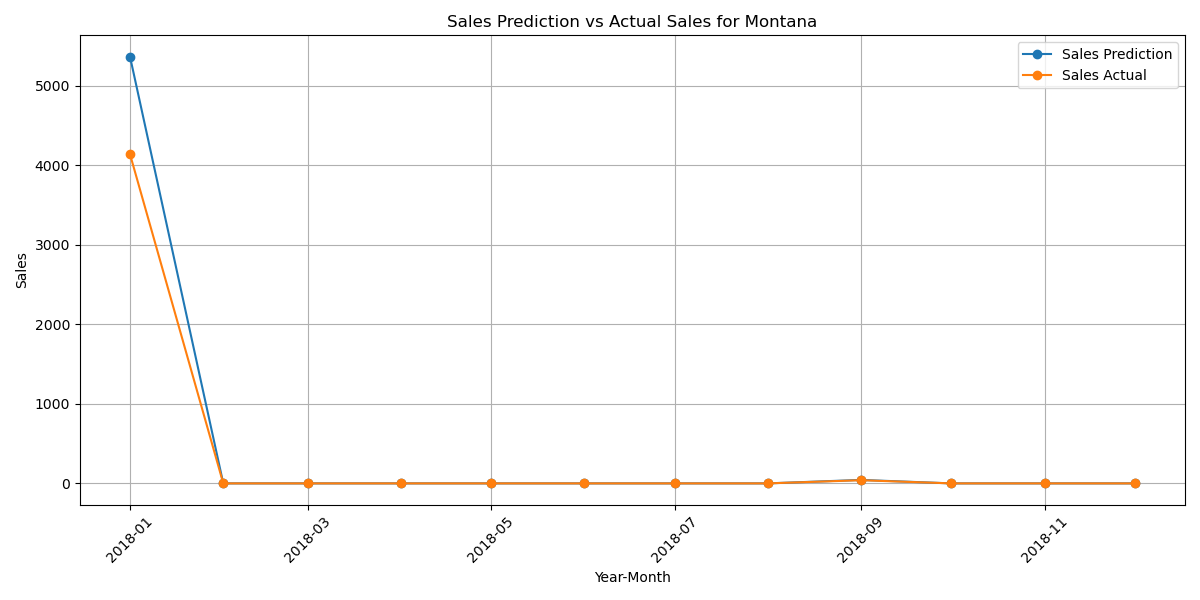 Sales Prediction vs Actual Sales for Montana
Sales Prediction
Sales Actual
5000
4000
3000
2000
1000
0
Sales
2018-01
2018-03
2018-05
2018-07
2018-09
2018-11
Year-Month